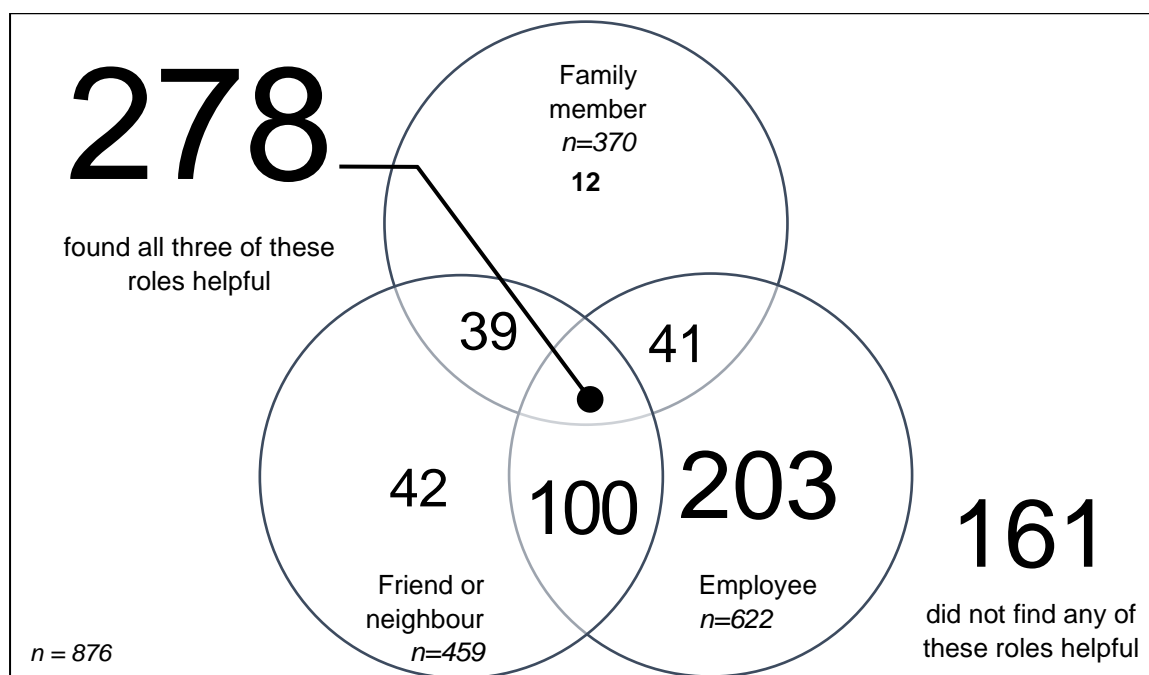 278
found all three of these
roles helpful
Family
member
n=370
12
39
41
42
100
203
Friend or
neighbour
n=459
Employee
n=622
161
did not find any of
these roles helpful
n = 876